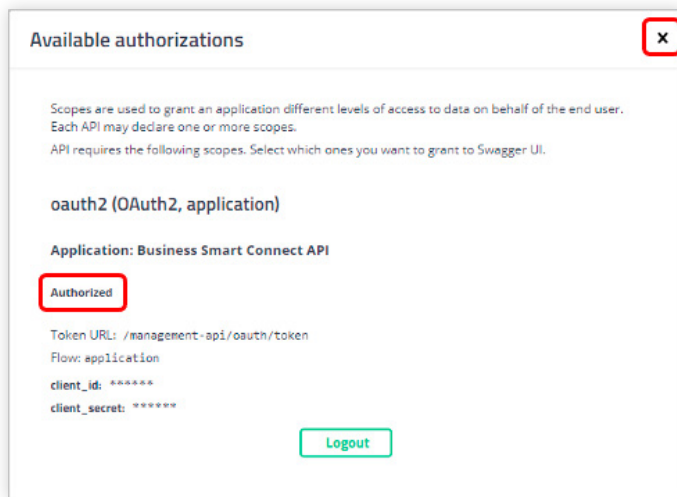 Available authorizations
x
Scopes are used to grant an application different levels of access to data on behalf of the end user.
Each API may declare one or more scopes.
API requires the following scopes. Select which ones you want to grant to Swagger UI.
oauth2 (OAuth2, application)
Application: Business Smart Connect API
Authorized
Token URL: /management-api/oauth/token
Flow: application
client_id: ******
client_secret: ******
Logout